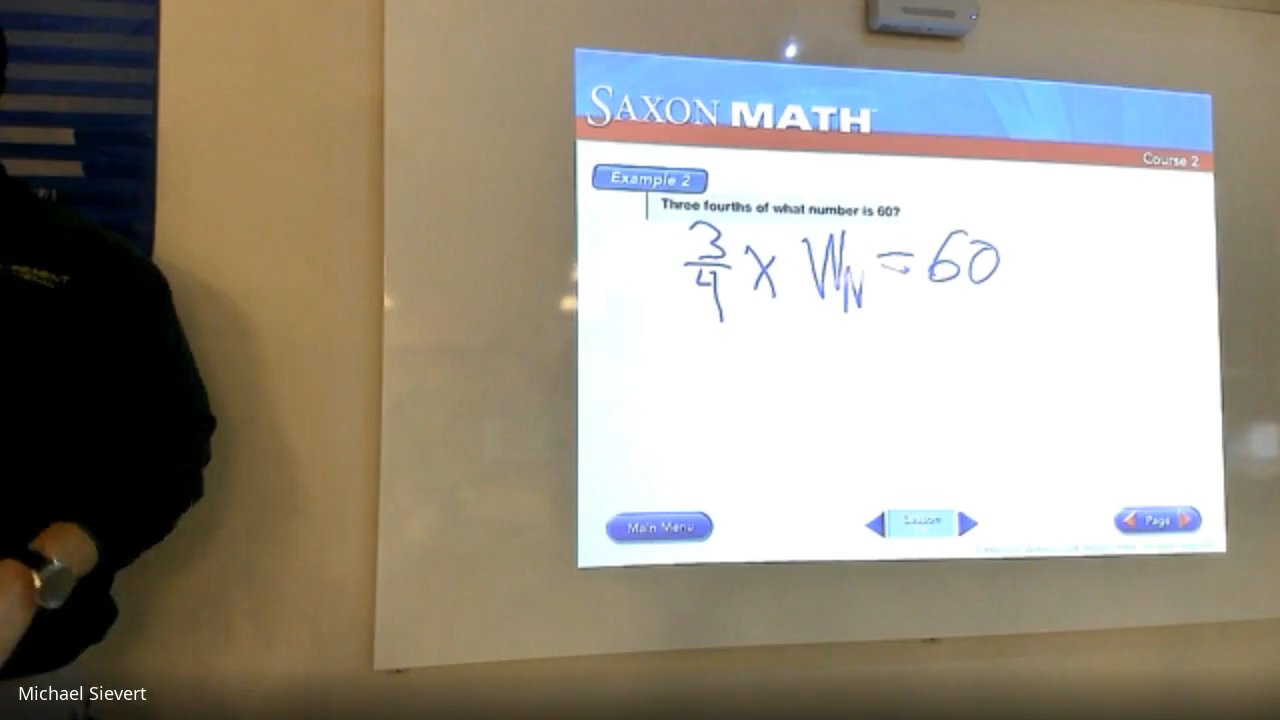 SAXON MATH
Course 2
Example 2
Three fourths of what number is 60?
3/4 x WN = 60
Main Menu
Page
Michael Sievert